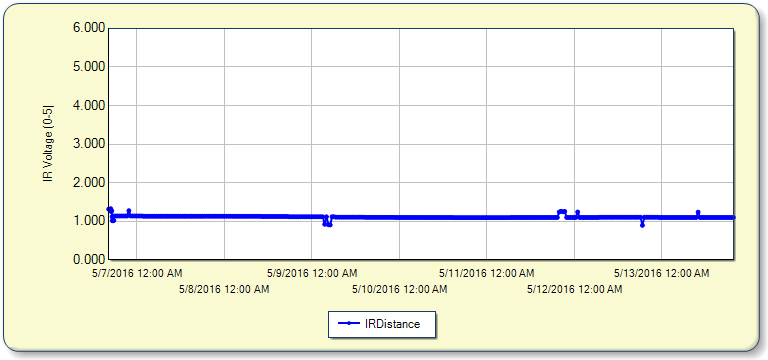 6.000
5.000
4.000
3.000
2.000
1.000
0.000
IR Voltage (0-5|
5/7/2016 12:00 AM
5/9/2016 12:00 AM
5/11/2016 12:00 AM
5/13/2016 12:00 AM
5/8/2016 12:00 AM
5/10/2016 12:00 AM
5/12/2016 12:00 AM
IRDistance